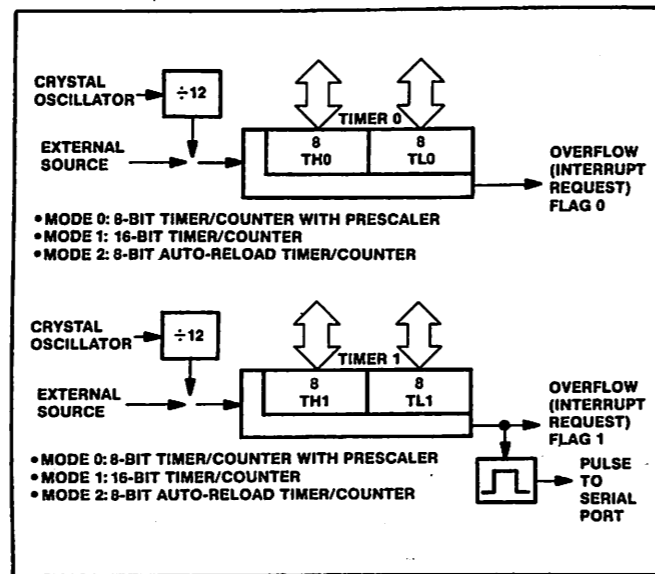 CRYSTAL
OSCILLATOR
÷12
EXTERNAL
SOURCE
TIMER 0
8
TH0
8
TL0
OVERFLOW
(INTERRUPT
REQUEST)
FLAG 0
• MODE 0: 8-BIT TIMER/COUNTER WITH PRESCALER
• MODE 1: 16-BIT TIMER/COUNTER
• MODE 2: 8-BIT AUTO-RELOAD TIMER/COUNTER
CRYSTAL
OSCILLATOR
÷12
EXTERNAL
SOURCE
TIMER 1
8
TH1
8
TL1
OVERFLOW
(INTERRUPT
REQUEST)
FLAG 1
PULSE
TO
SERIAL
PORT
• MODE 0: 8-BIT TIMER/COUNTER WITH PRESCALER
• MODE 1: 16-BIT TIMER/COUNTER
• MODE 2: 8-BIT AUTO-RELOAD TIMER/COUNTER